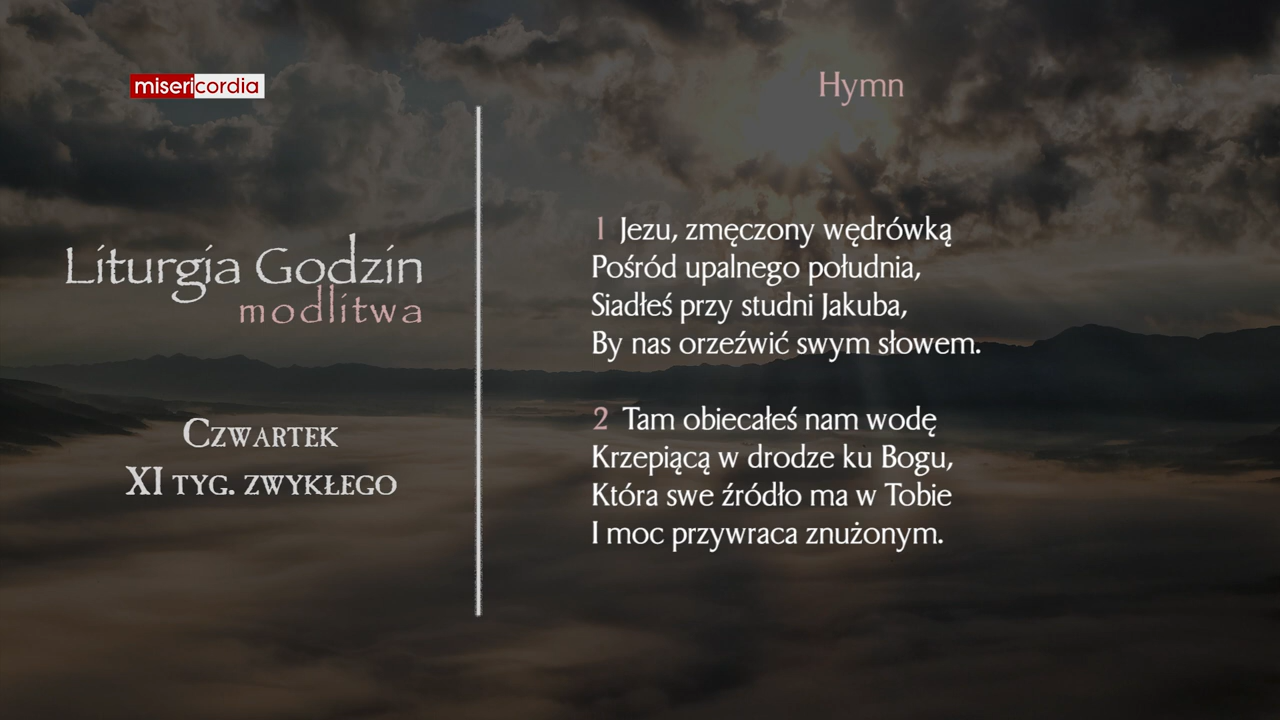 misericordia
Liturgia Godzin
modlitwa
Czwartek
XI tyg. zwykłego
Hymn
1 Jezu, zmęczony wędrówką
Pośród upalnego południa,
Siadłeś przy studni Jakuba,
By nas orzeźwić swym słowem.
2 Tam obiecałeś nam wodę
Krzepiącą w drodze ku Bogu,
Która swe źródło ma w Tobie
I moc przywraca znużonym.